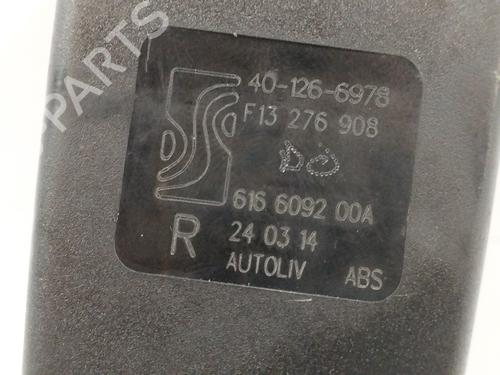 40-126-6978
F13 276 908
616 6092 00A
R 24 03 14
AUTOLIV ABS
PARTS